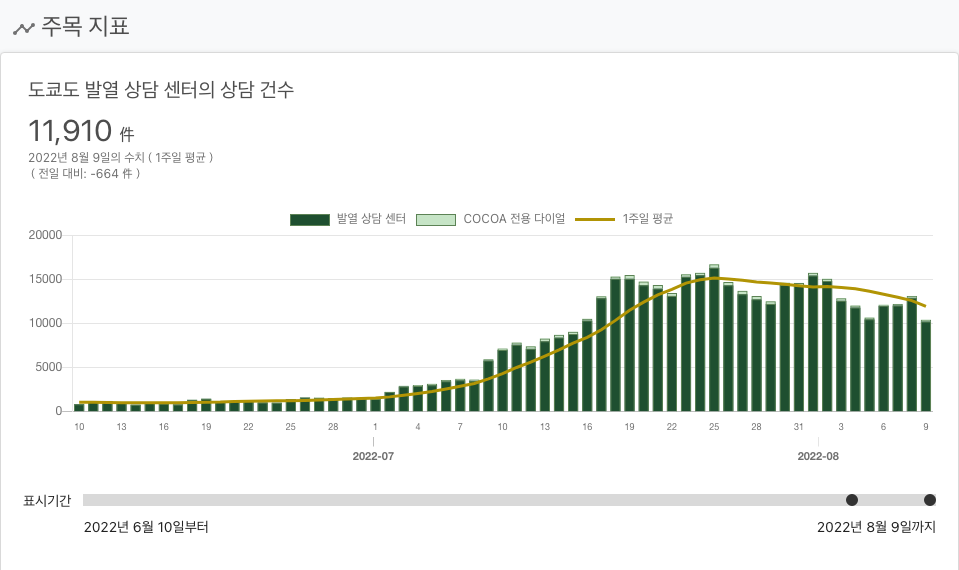 주목 지표
도쿄도 발열 상담 센터의 상담 건수
11,910 件
2022년 8월 9일의 수치 ( 1주일 평균 )
( 전일 대비: -664 件 )
발열 상담 센터 COCOA 전용 다이얼 1주일 평균
20000
15000
10000
5000
0
10 13 16 19 22 25 28 1 4 7 10 13 16 19 22 25 28 31 3 6 9
2022-07 2022-08
표시기간
2022년 6월 10일부터 2022년 8월 9일까지